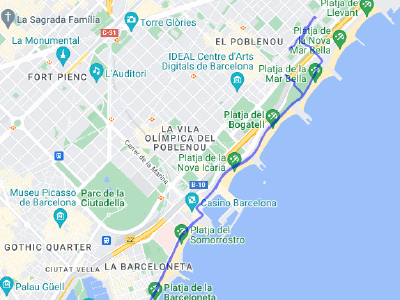 La Sagrada Família
Torre Glòries
Platja de
Llevant
C-31
La Monumental
EL POBLENOU
Platja de
la Nova
Mar Bella
IDEAL Centre d'Arts
Digitals de Barcelona
FORT PIENC
L'Auditori
Platja de la
Mar Bella
LA VILA
OLÍMPICA DEL
POBLENOU
Platja del
Bogatell
Carrer de la Marina
Platja de la
Nova Icària
B-10
Museu Picasso
de Barcelona
Parc de la
Ciutadella
Casino Barcelona
GOTHIC QUARTER
Platja del
Somorrostro
CIUTAT VELLA
LA BARCELONETA
Palau Güell
Platja de la
Barceloneta